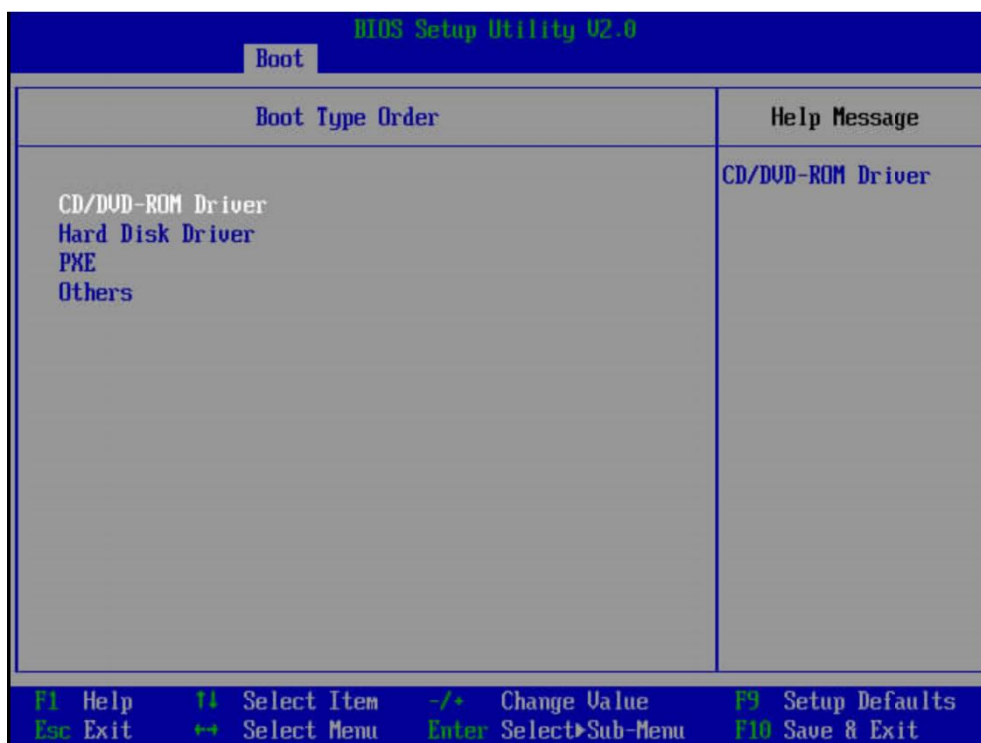 BIOS Setup Utility V2.0
Boot
Boot Type Order
Help Message
CD/DVD-ROM Driver
Hard Disk Driver
PXE
Others
CD/DVD-ROM Driver
F1 Help ↑↓ Select Item -/+ Change Value F9 Setup Defaults
Esc Exit ←→ Select Menu Enter Select▶Sub-Menu F10 Save & Exit